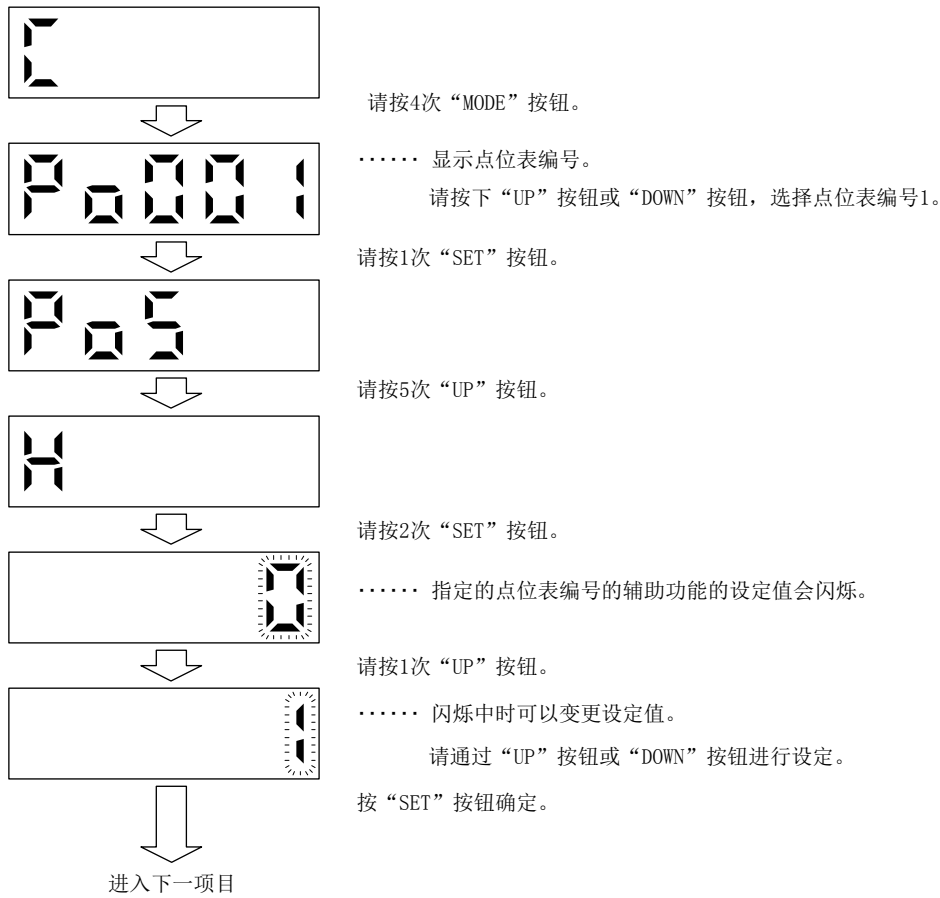 C
请按4次“MODE”按钮。
Po001
······ 显示点位表编号。
请按下“UP”按钮或“DOWN”按钮，选择点位表编号1。
请按1次“SET”按钮。
PoS
请按5次“UP”按钮。
H
请按2次“SET”按钮。
0
······ 指定的点位表编号的辅助功能的设定值会闪烁。
请按1次“UP”按钮。
1
······ 闪烁中时可以变更设定值。
请通过“UP”按钮或“DOWN”按钮进行设定。
按“SET”按钮确定。
进入下一项目